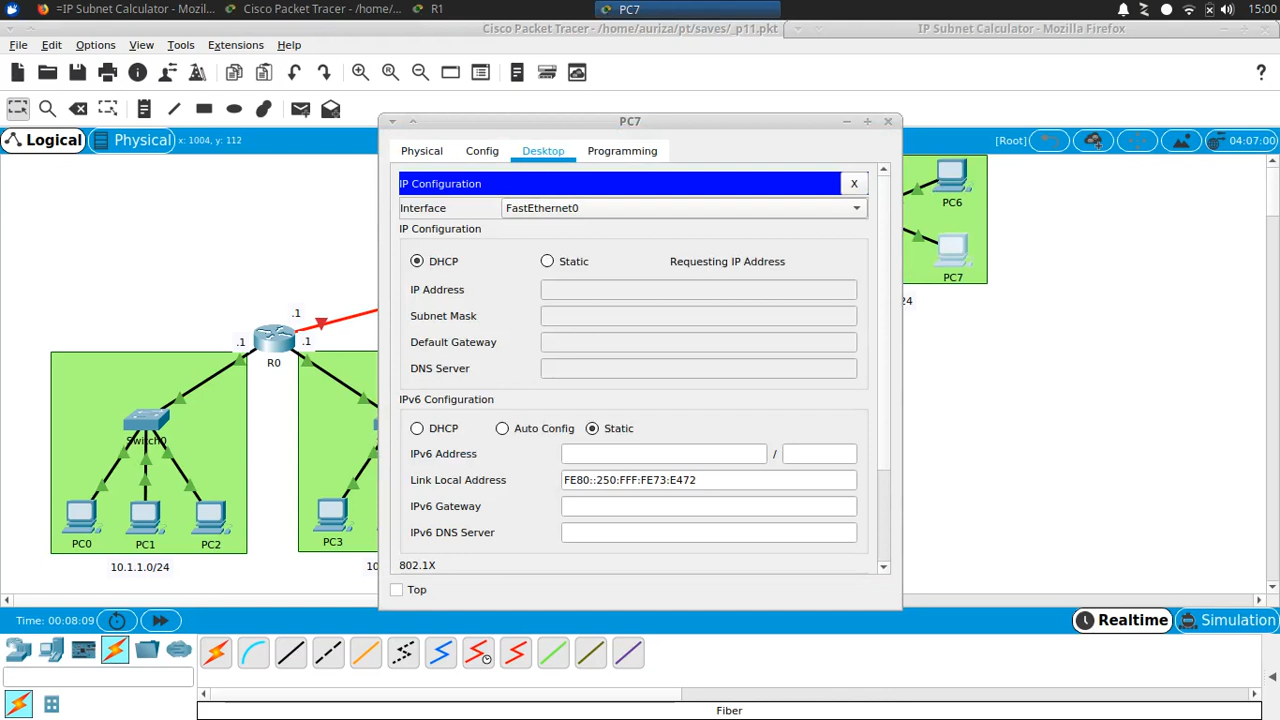 =IP Subnet Calculator - Mozil... Cisco Packet Tracer - /home/... R1 PC7 15:00
Cisco Packet Tracer - /home/auriza/pt/saves/_p11.pkt IP Subnet Calculator - Mozilla Firefox
File Edit Options View Tools Extensions Help
?
PC7
Logical Physical x: 1004, y: 112 [Root] 04:07:00
Physical Config Desktop Programming
IP Configuration X
Interface FastEthernet0
IP Configuration
DHCP Static Requesting IP Address
IP Address
Subnet Mask
Default Gateway
DNS Server
IPv6 Configuration
DHCP Auto Config Static
IPv6 Address /
Link Local Address FE80::250:FFF:FE73:E472
IPv6 Gateway
IPv6 DNS Server
802.1X
Top
PC6
PC7
24
.1
.1 .1
R0
Switch0
PC0 PC1 PC2 PC3
10.1.1.0/24 10
Time: 00:08:09 Realtime Simulation
Fiber